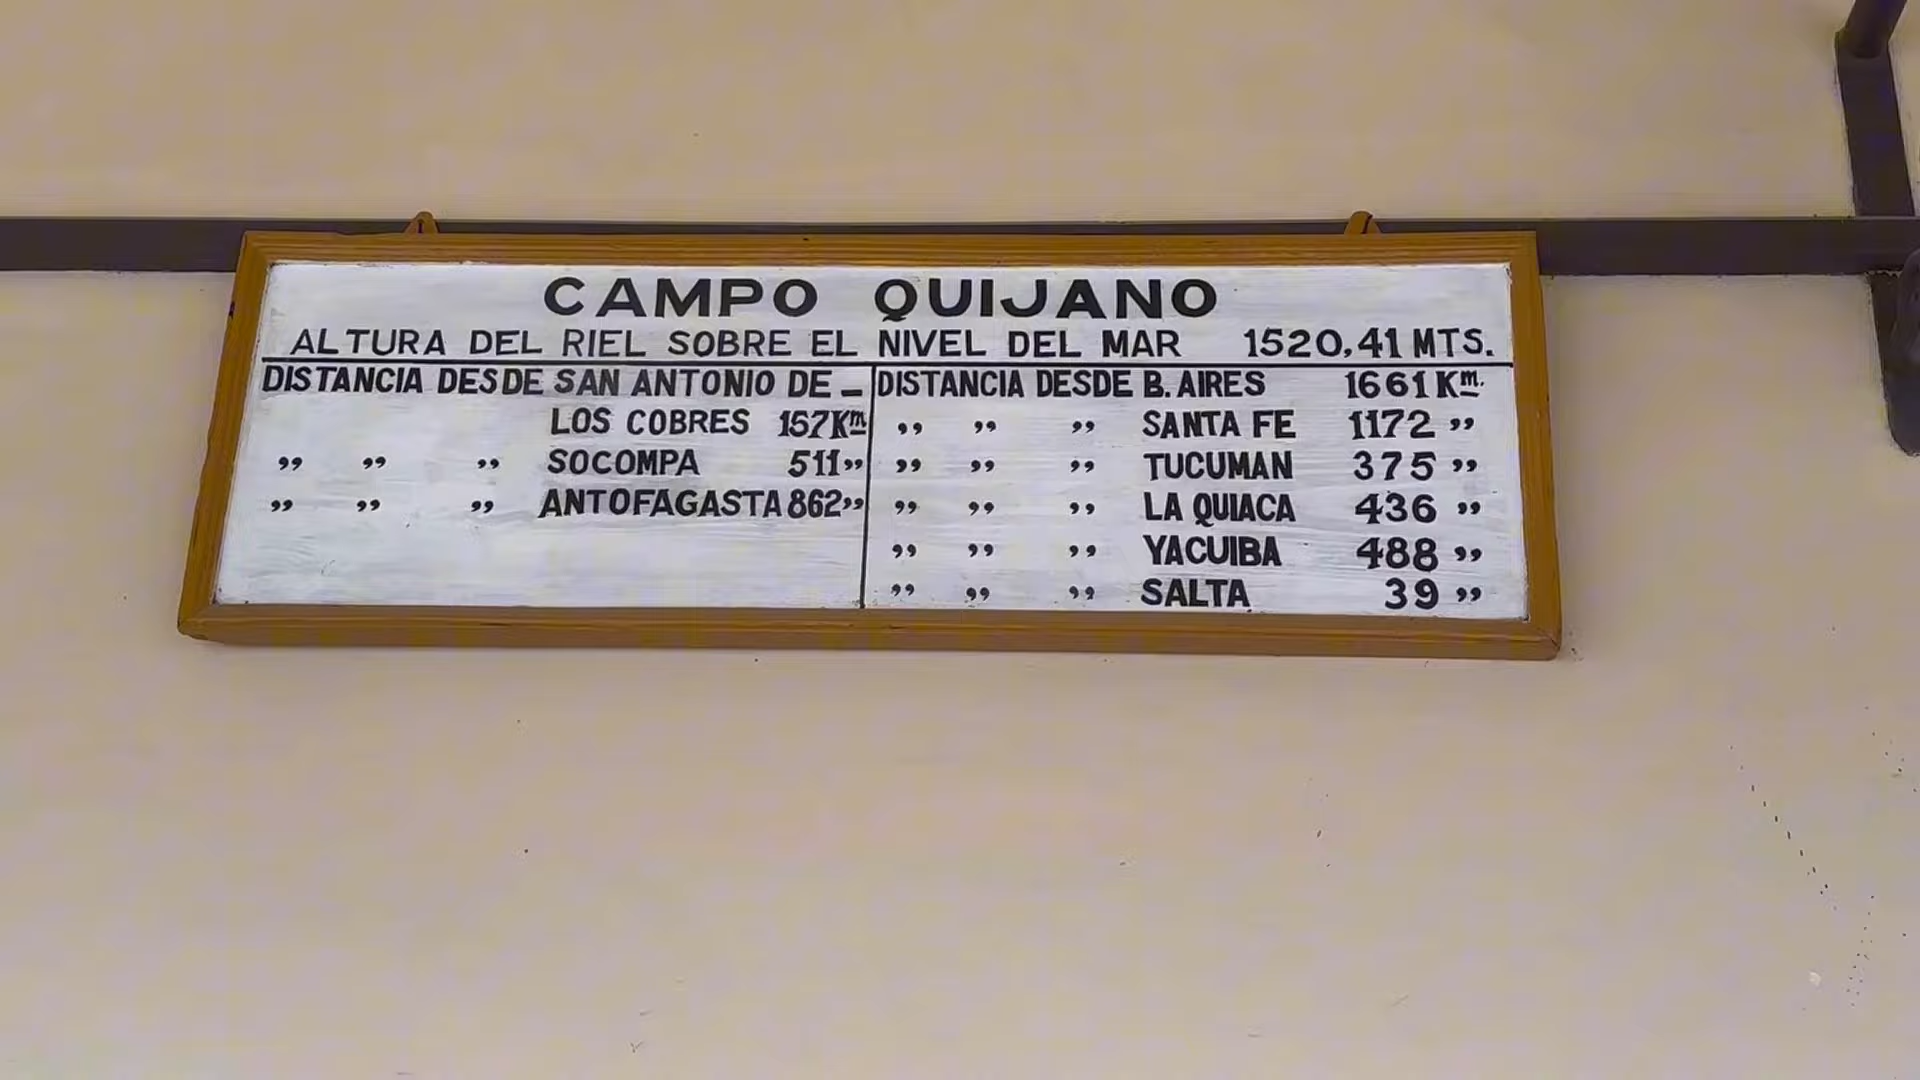 CAMPO QUIJANO
ALTURA DEL RIEL SOBRE EL NIVEL DEL MAR 1520,41 MTS.
DISTANCIA DESDE SAN ANTONIO DE –
LOS COBRES 157 Km
” ” ” SOCOMPA 511 ”
” ” ” ANTOFAGASTA 862 ”
DISTANCIA DESDE B. AIRES 1661 Km.
” ” ” SANTA FE 1172 ”
” ” ” TUCUMAN 375 ”
” ” ” LA QUIACA 436 ”
” ” ” YACUIBA 488 ”
” ” ” SALTA 39 ”